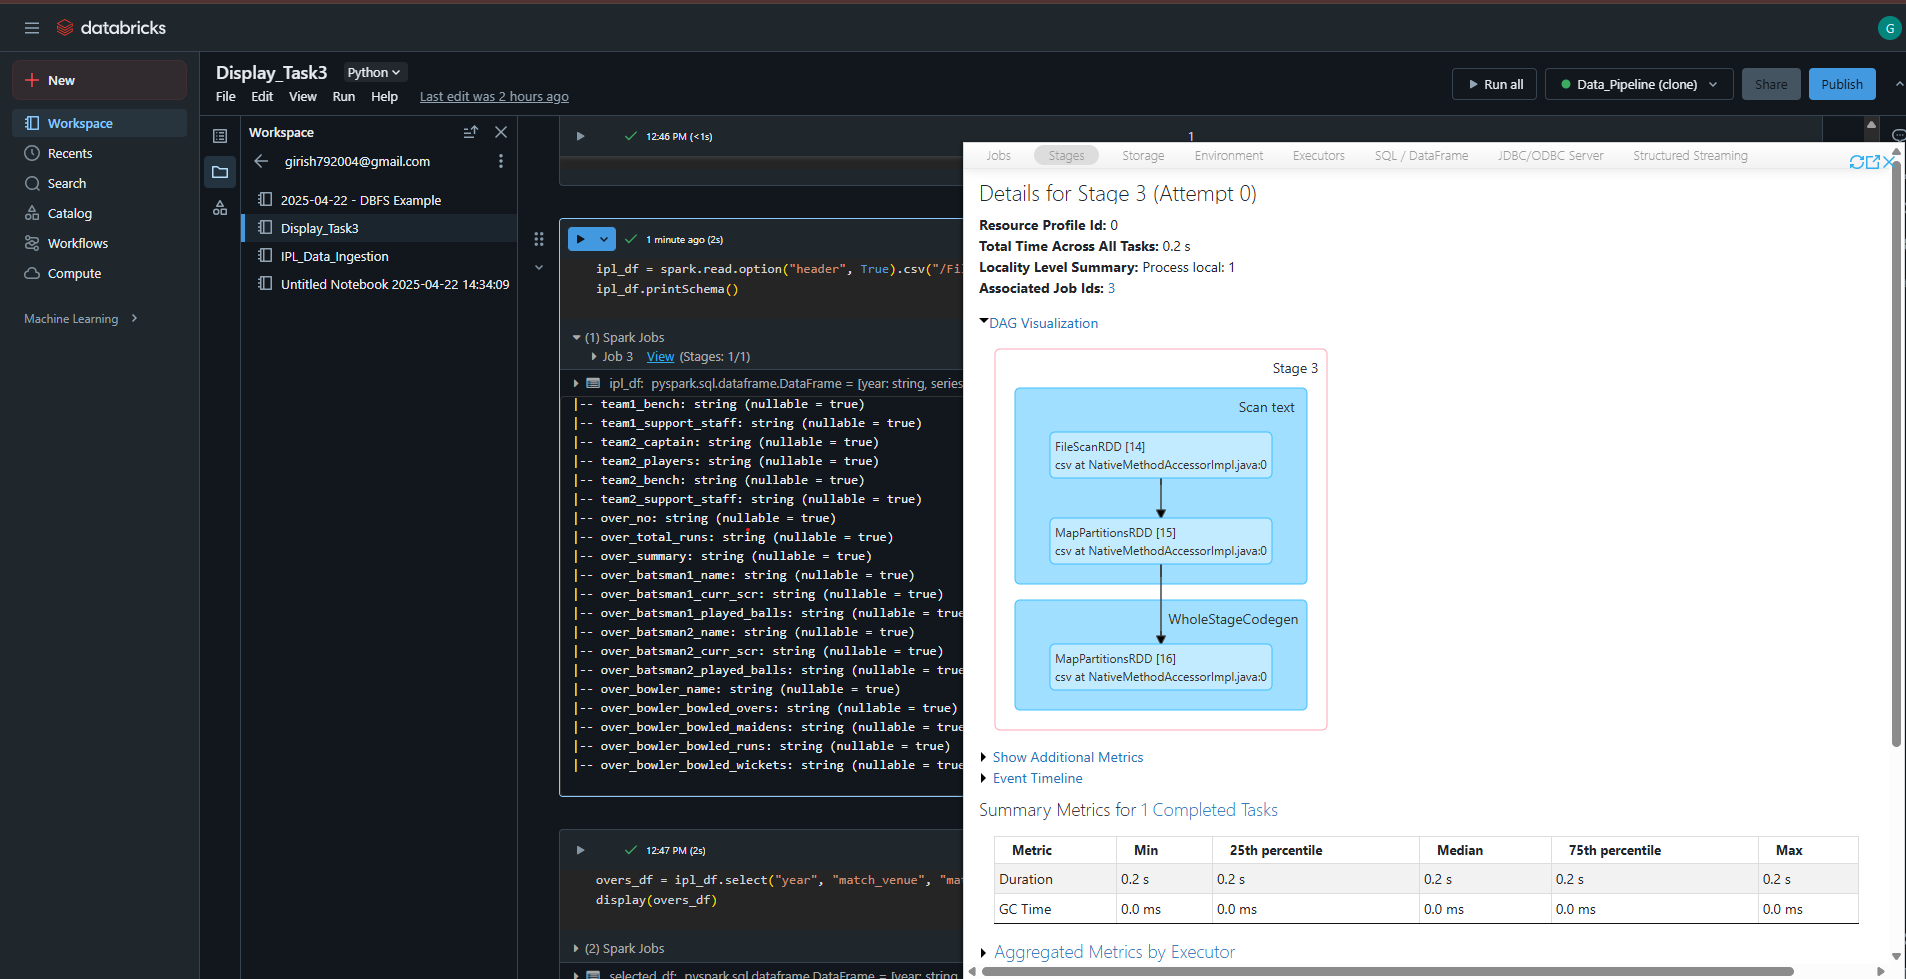 databricks
G
New
Workspace
Recents
Search
Catalog
Workflows
Compute
Machine Learning
Display_Task3
Python
File Edit View Run Help Last edit was 2 hours ago
Run all
Data_Pipeline (clone)
Share
Publish
Workspace
girish792004@gmail.com
2025-04-22 - DBFS Example
Display_Task3
IPL_Data_Ingestion
Untitled Notebook 2025-04-22 14:34:09
12:46 PM (<1s)
1
1 minute ago (2s)
ipl_df = spark.read.option("header", True).csv("/Fi
ipl_df.printSchema()
(1) Spark Jobs
Job 3 View (Stages: 1/1)
ipl_df: pyspark.sql.dataframe.DataFrame = [year: string, series
|-- team1_bench: string (nullable = true)
|-- team1_support_staff: string (nullable = true)
|-- team2_captain: string (nullable = true)
|-- team2_players: string (nullable = true)
|-- team2_bench: string (nullable = true)
|-- team2_support_staff: string (nullable = true)
|-- over_no: string (nullable = true)
|-- over_total_runs: string (nullable = true)
|-- over_summary: string (nullable = true)
|-- over_batsman1_name: string (nullable = true)
|-- over_batsman1_curr_scr: string (nullable = true)
|-- over_batsman1_played_balls: string (nullable = true
|-- over_batsman2_name: string (nullable = true)
|-- over_batsman2_curr_scr: string (nullable = true)
|-- over_batsman2_played_balls: string (nullable = true
|-- over_bowler_name: string (nullable = true)
|-- over_bowler_bowled_overs: string (nullable = true)
|-- over_bowler_bowled_maidens: string (nullable = true
|-- over_bowler_bowled_runs: string (nullable = true)
|-- over_bowler_bowled_wickets: string (nullable = true
12:47 PM (2s)
overs_df = ipl_df.select("year", "match_venue", "ma
display(overs_df)
(2) Spark Jobs
selected_df: pyspark.sql.dataframe.DataFrame = [year: string
Jobs Stages Storage Environment Executors SQL / DataFrame JDBC/ODBC Server Structured Streaming
Details for Stage 3 (Attempt 0)
Resource Profile Id: 0
Total Time Across All Tasks: 0.2 s
Locality Level Summary: Process local: 1
Associated Job Ids: 3
DAG Visualization
Stage 3
Scan text
FileScanRDD [14]
csv at NativeMethodAccessorImpl.java:0
MapPartitionsRDD [15]
csv at NativeMethodAccessorImpl.java:0
WholeStageCodegen
MapPartitionsRDD [16]
csv at NativeMethodAccessorImpl.java:0
Show Additional Metrics
Event Timeline
Summary Metrics for 1 Completed Tasks
Metric Min 25th percentile Median 75th percentile Max
Duration 0.2 s 0.2 s 0.2 s 0.2 s 0.2 s
GC Time 0.0 ms 0.0 ms 0.0 ms 0.0 ms 0.0 ms
Aggregated Metrics by Executor